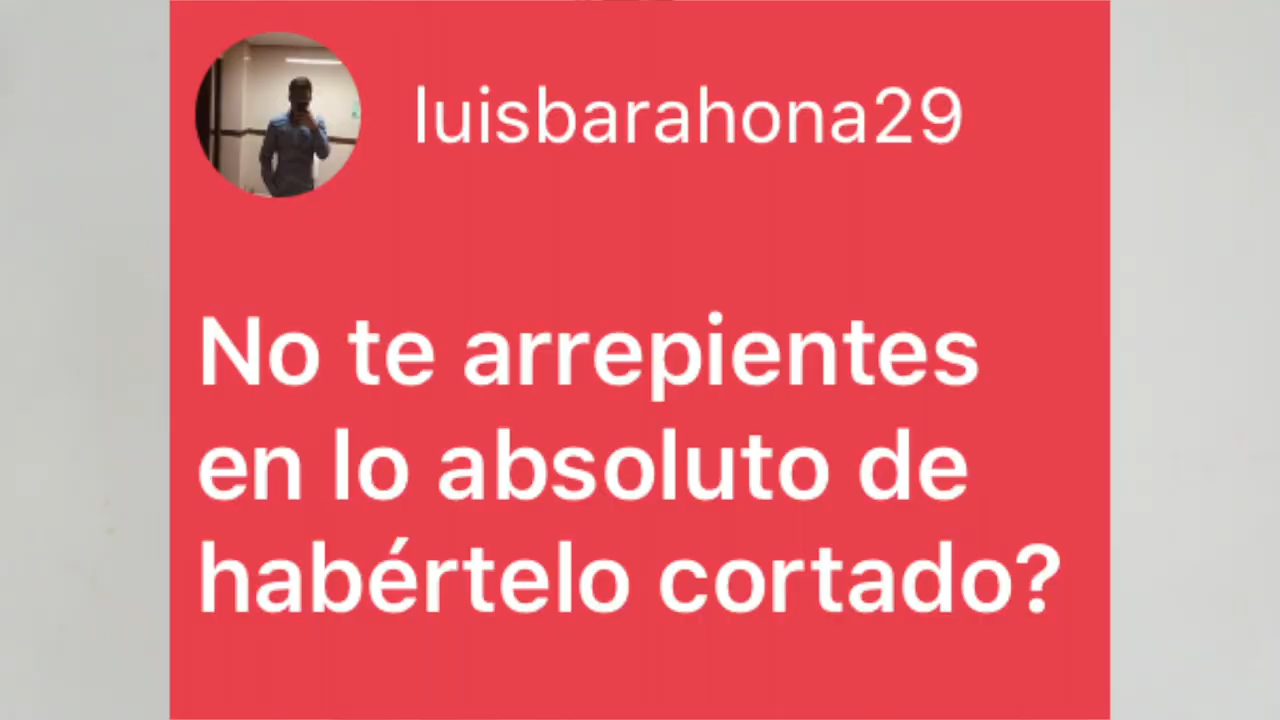 luisbarahona29
No te arrepientes
en lo absoluto de
habértelo cortado?